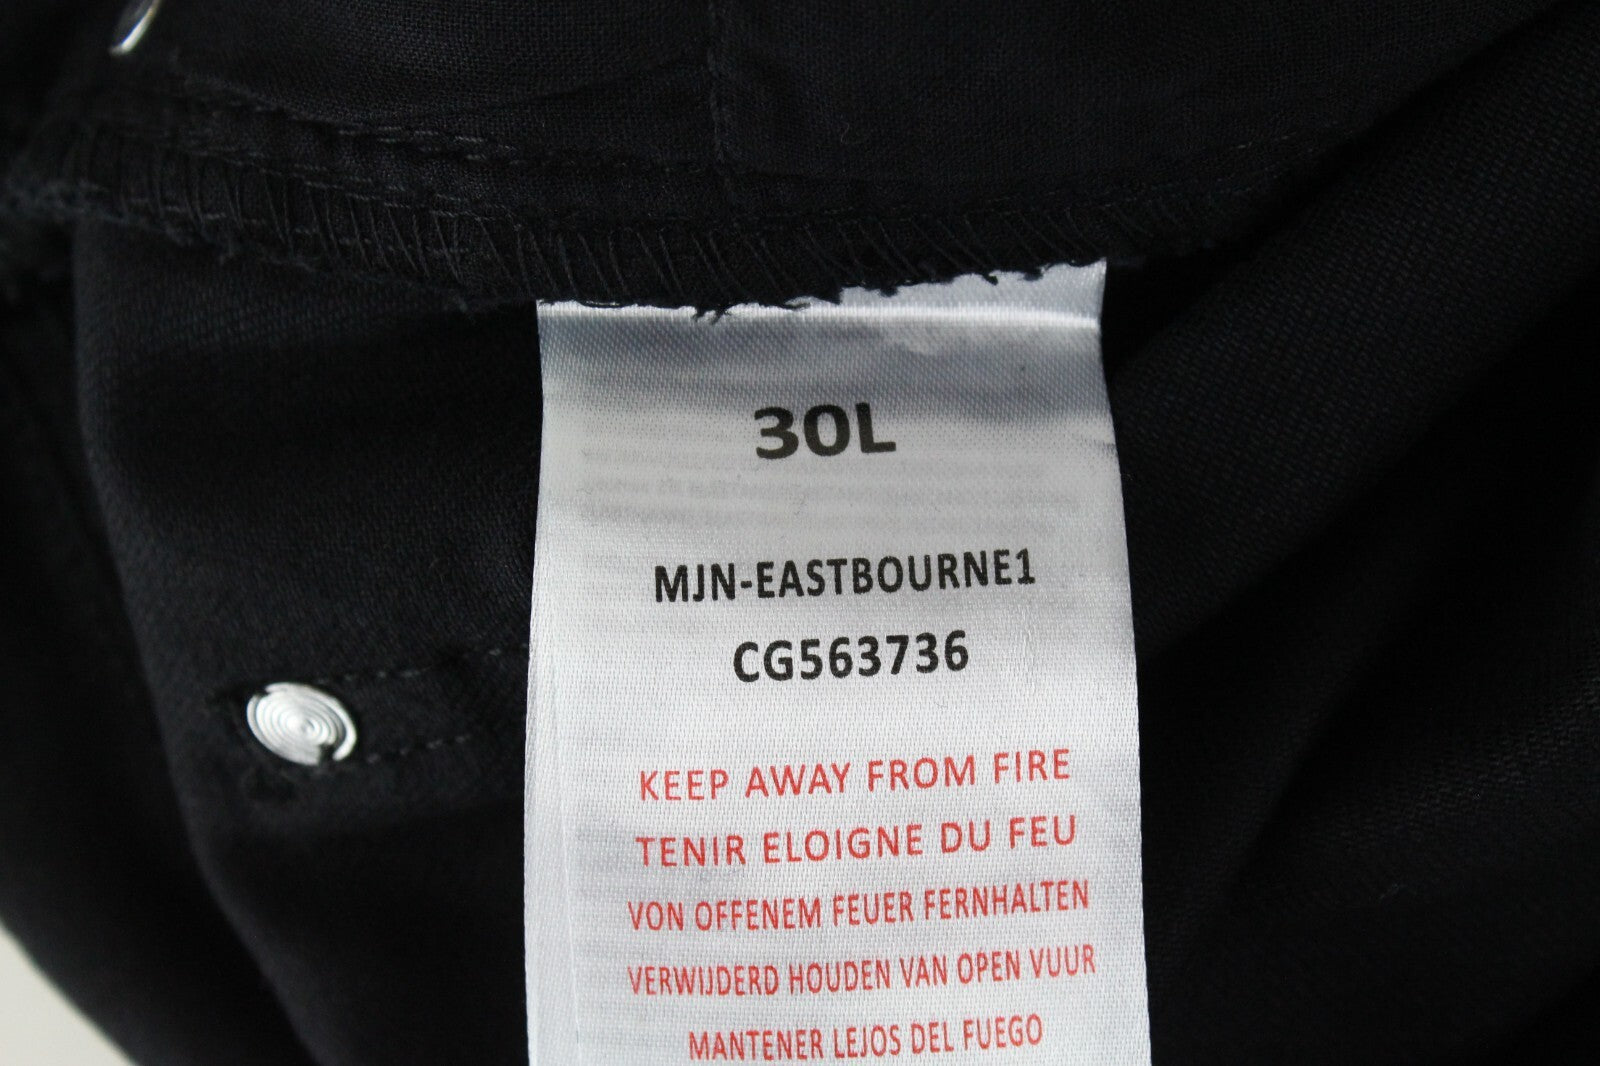 30L
MJN-EASTBOURNE1
CG563736
KEEP AWAY FROM FIRE
TENIR ELOIGNE DU FEU
VON OFFENEM FEUER FERNHALTEN
VERWIJDERD HOUDEN VAN OPEN VUUR
MANTENER LEJOS DEL FUEGO